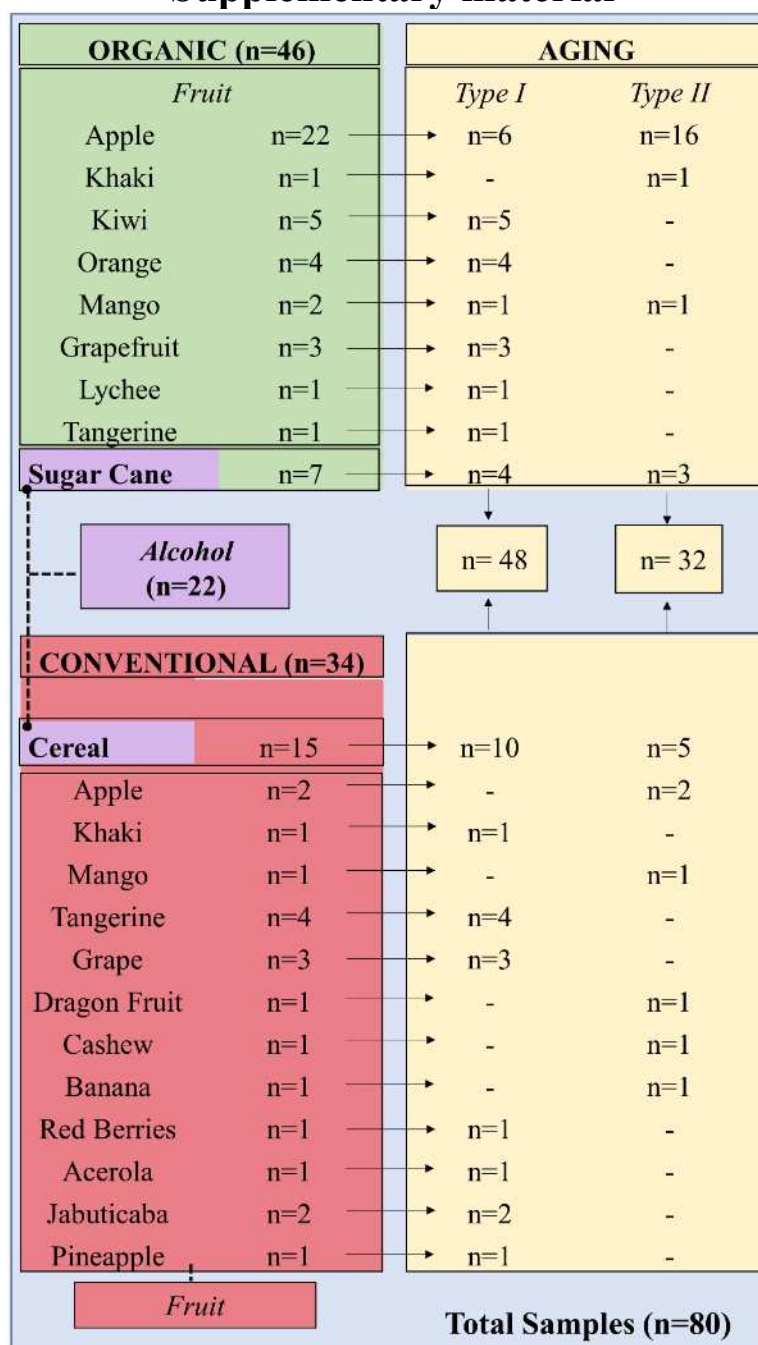 Supplementary material
ORGANIC (n=46) AGING
Fruit Type I Type II
Apple n=22 n=6 n=16
Khaki n=1 - n=1
Kiwi n=5 n=5 -
Orange n=4 n=4 -
Mango n=2 n=1 n=1
Grapefruit n=3 n=3 -
Lychee n=1 n=1 -
Tangerine n=1 n=1 -
Sugar Cane n=7 n=4 n=3
Alcohol
(n=22)
n= 48 n= 32
CONVENTIONAL (n=34)
Cereal n=15 n=10 n=5
Apple n=2 - n=2
Khaki n=1 n=1 -
Mango n=1 - n=1
Tangerine n=4 n=4 -
Grape n=3 n=3 -
Dragon Fruit n=1 - n=1
Cashew n=1 - n=1
Banana n=1 - n=1
Red Berries n=1 n=1 -
Acerola n=1 n=1 -
Jabuticaba n=2 n=2 -
Pineapple n=1 n=1 -
Fruit
Total Samples (n=80)